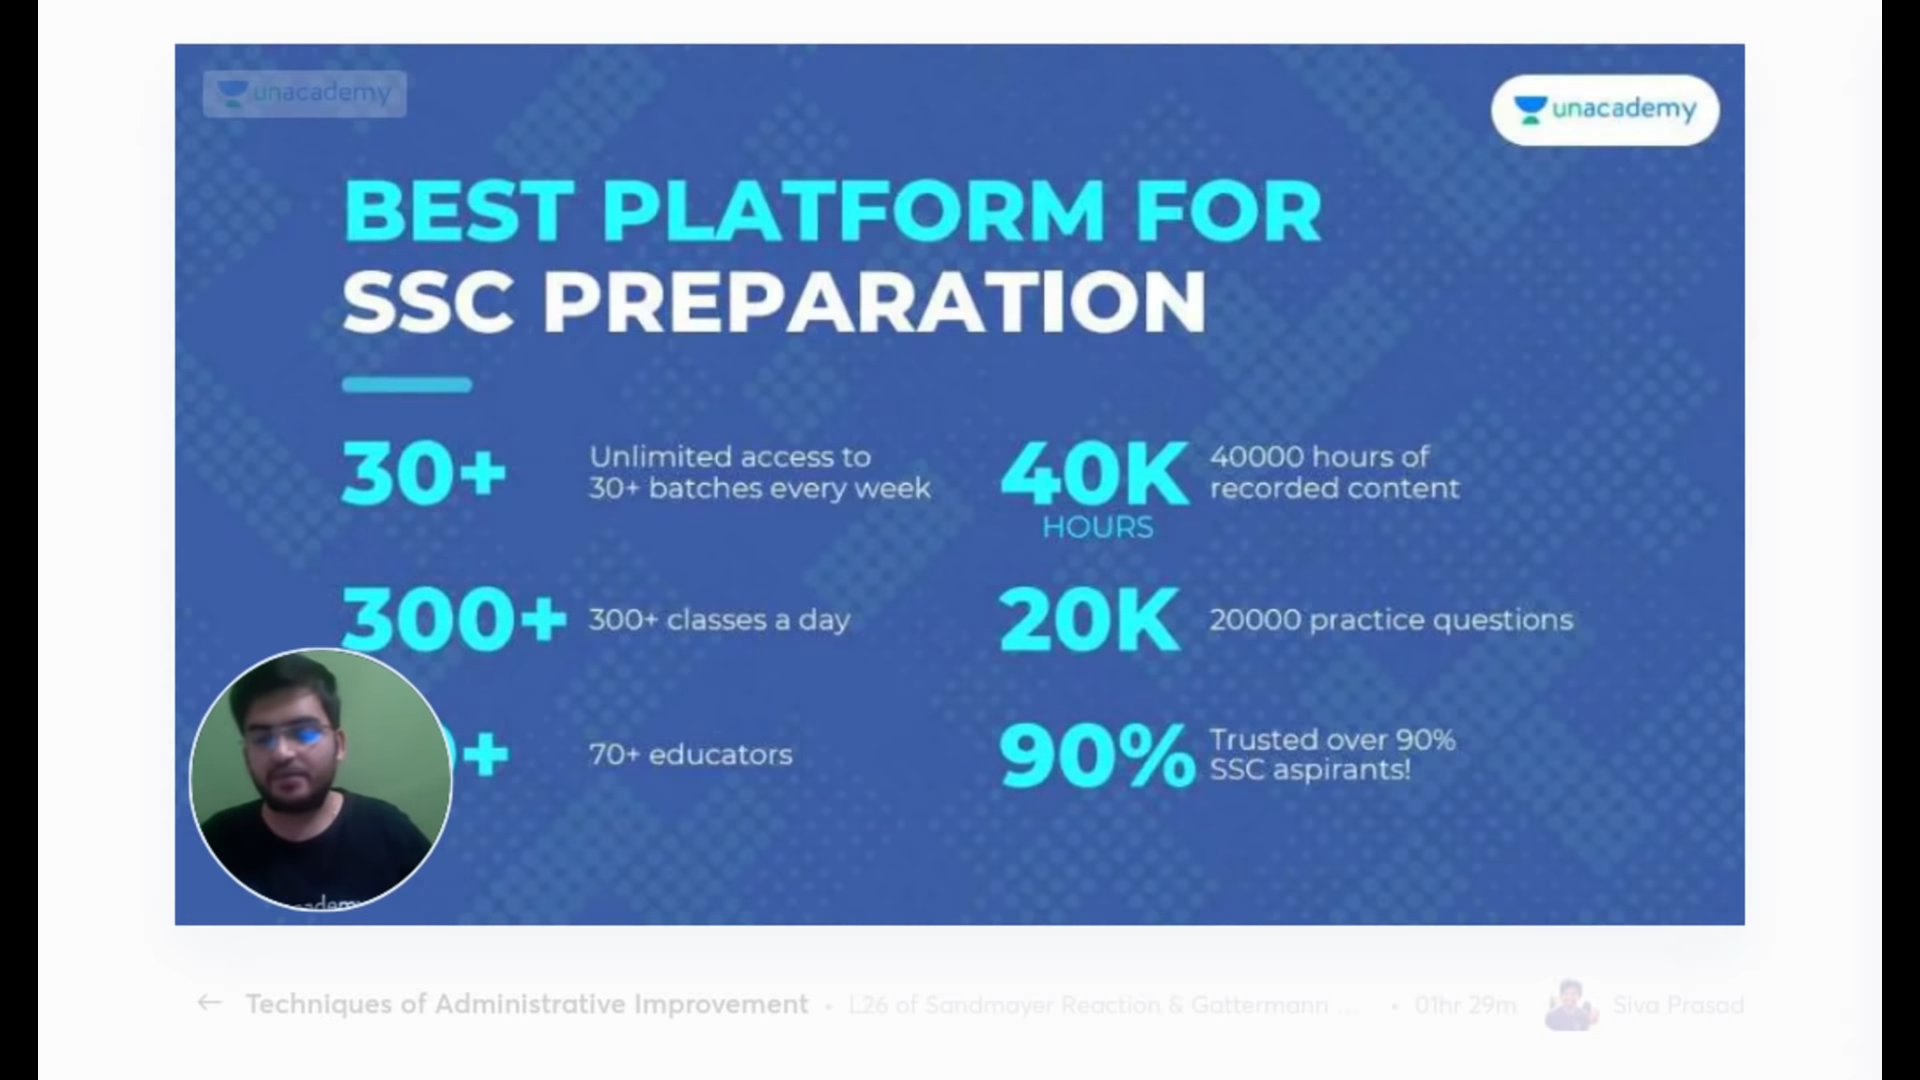 unacademy
unacademy
BEST PLATFORM FOR
SSC PREPARATION
30+
Unlimited access to
30+ batches every week
40K
HOURS
40000 hours of
recorded content
300+
300+ classes a day
20K
20000 practice questions
0+
70+ educators
90%
Trusted over 90%
SSC aspirants!
← Techniques of Administrative Improvement • L26 of Sandmayer Reaction & Gattermann ... • 01hr 29m Siva Prasad